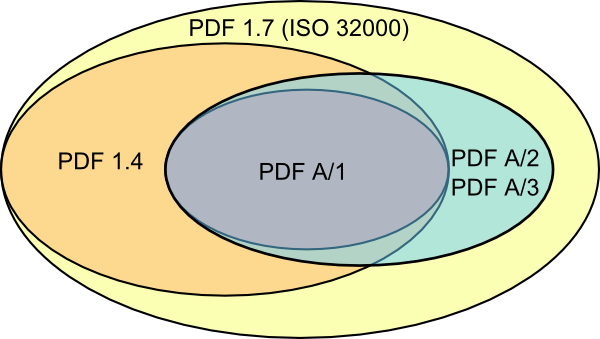 PDF 1.7 (ISO 32000)
PDF 1.4
PDF A/1
PDF A/2
PDF A/3